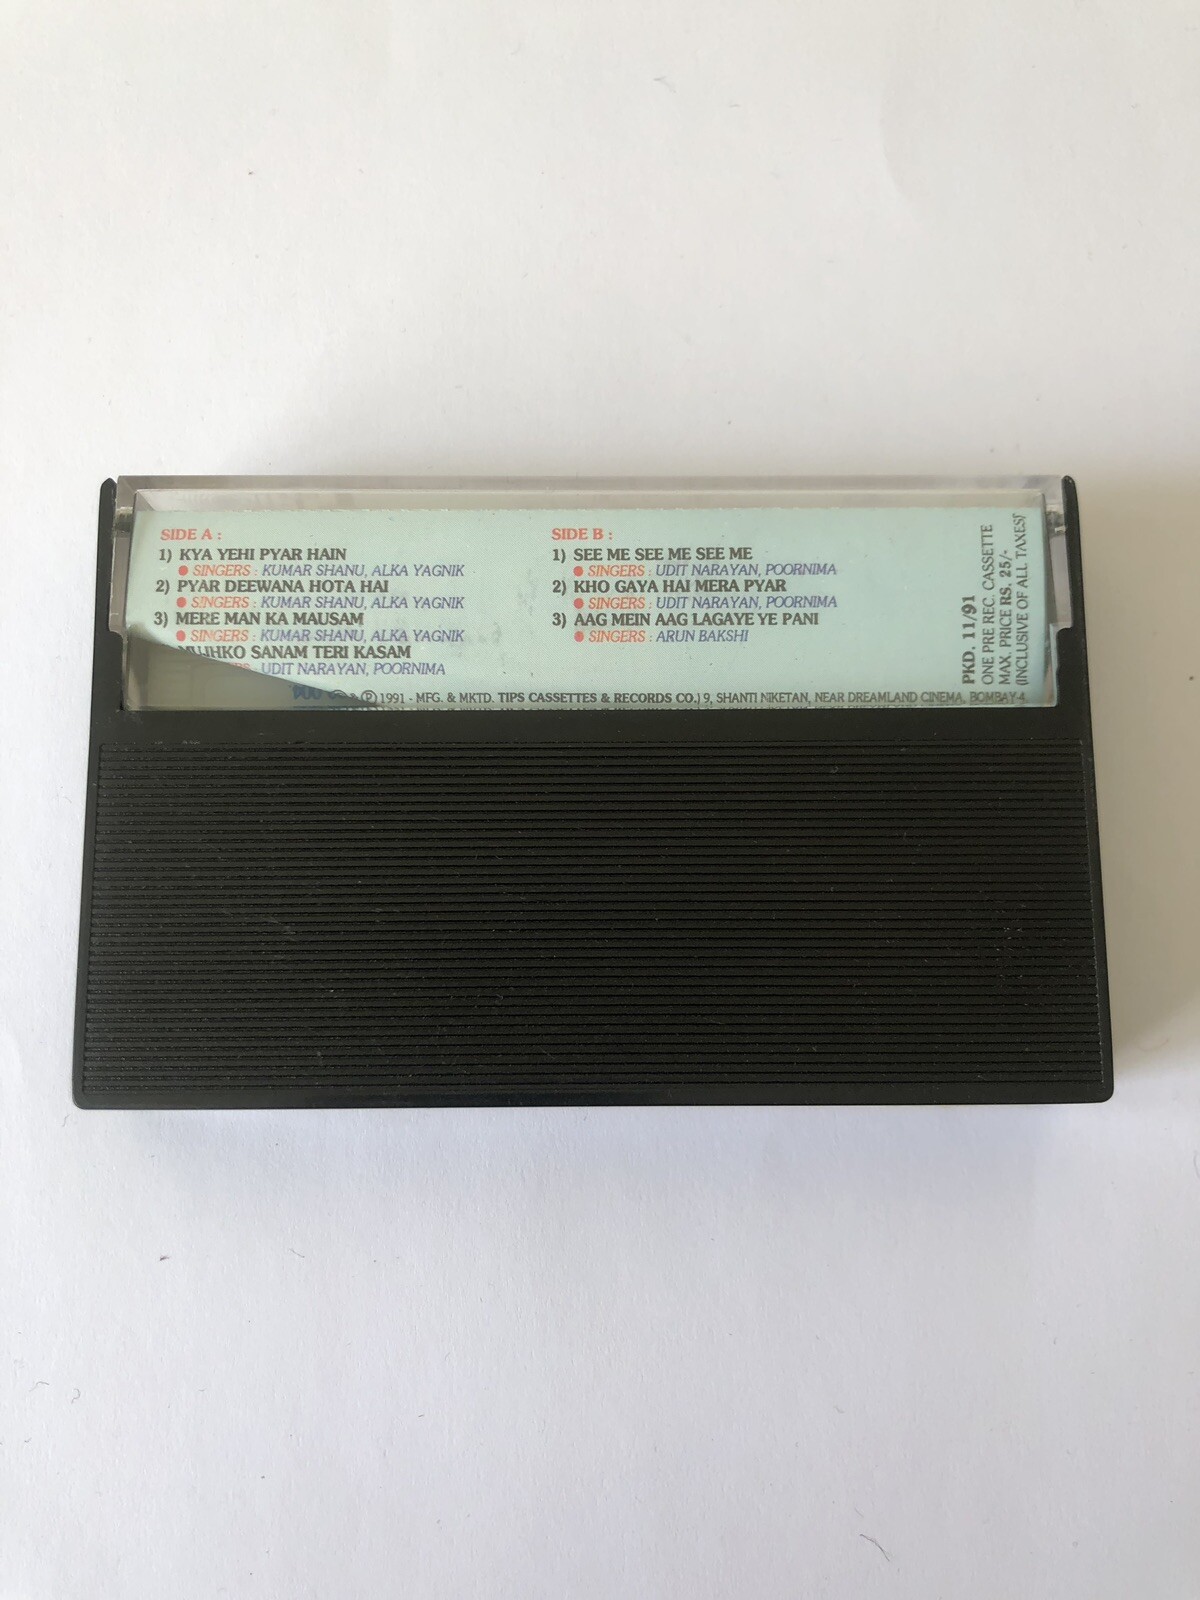 SIDE A :
1) KYA YEHI PYAR HAIN
● SINGERS : KUMAR SHANU, ALKA YAGNIK
2) PYAR DEEWANA HOTA HAI
● SINGERS : KUMAR SHANU, ALKA YAGNIK
3) MERE MAN KA MAUSAM
● SINGERS : KUMAR SHANU, ALKA YAGNIK
SANAM TERI KASAM
UDIT NARAYAN, POORNIMA
SIDE B :
1) SEE ME SEE ME SEE ME
● SINGERS : UDIT NARAYAN, POORNIMA
2) KHO GAYA HAI MERA PYAR
● SINGERS : UDIT NARAYAN, POORNIMA
3) AAG MEIN AAG LAGAYE YE PANI
● SINGERS : ARUN BAKSHI
PKD. 11/91
ONE PRE REC. CASSETTE
MAX. PRICE RS. 25/-
(INCLUSIVE OF ALL TAXES)
℗ 1991 - MFG. & MKTD. TIPS CASSETTES & RECORDS CO.) 9, SHANTI NIKETAN, NEAR DREAMLAND CINEMA, BOMBAY-4